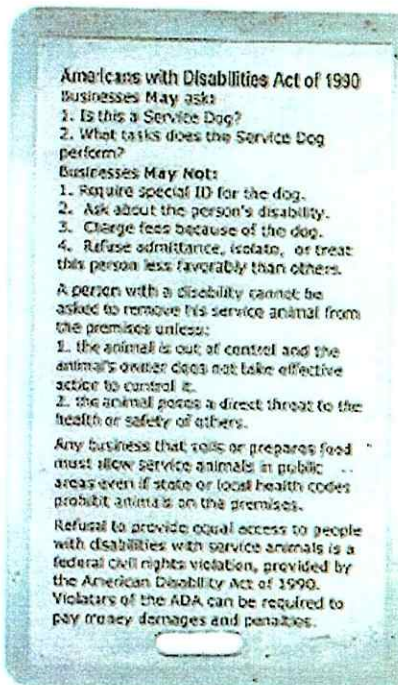 Americans with Disabilities Act of 1990
Businesses May ask:
1. Is this a Service Dog?
2. What tasks does the Service Dog
perform?
Businesses May Not:
1. Require special ID for the dog.
2. Ask about the person's disability.
3. Charge fees because of the dog.
4. Refuse admittance, isolate, or treat
this person less favorably than others.
A person with a disability cannot be
asked to remove his service animal from
the premises unless:
1. the animal is out of control and the
animal's owner does not take effective
action to control it.
2. the animal poses a direct threat to the
health or safety of others.
Any business that sells or prepares food
must allow service animals in public
areas even if state or local health codes
prohibit animals on the premises.
Refusal to provide equal access to people
with disabilities with service animals is a
federal civil rights violation, provided by
the American Disability Act of 1990.
Violators of the ADA can be required to
pay money damages and penalties.